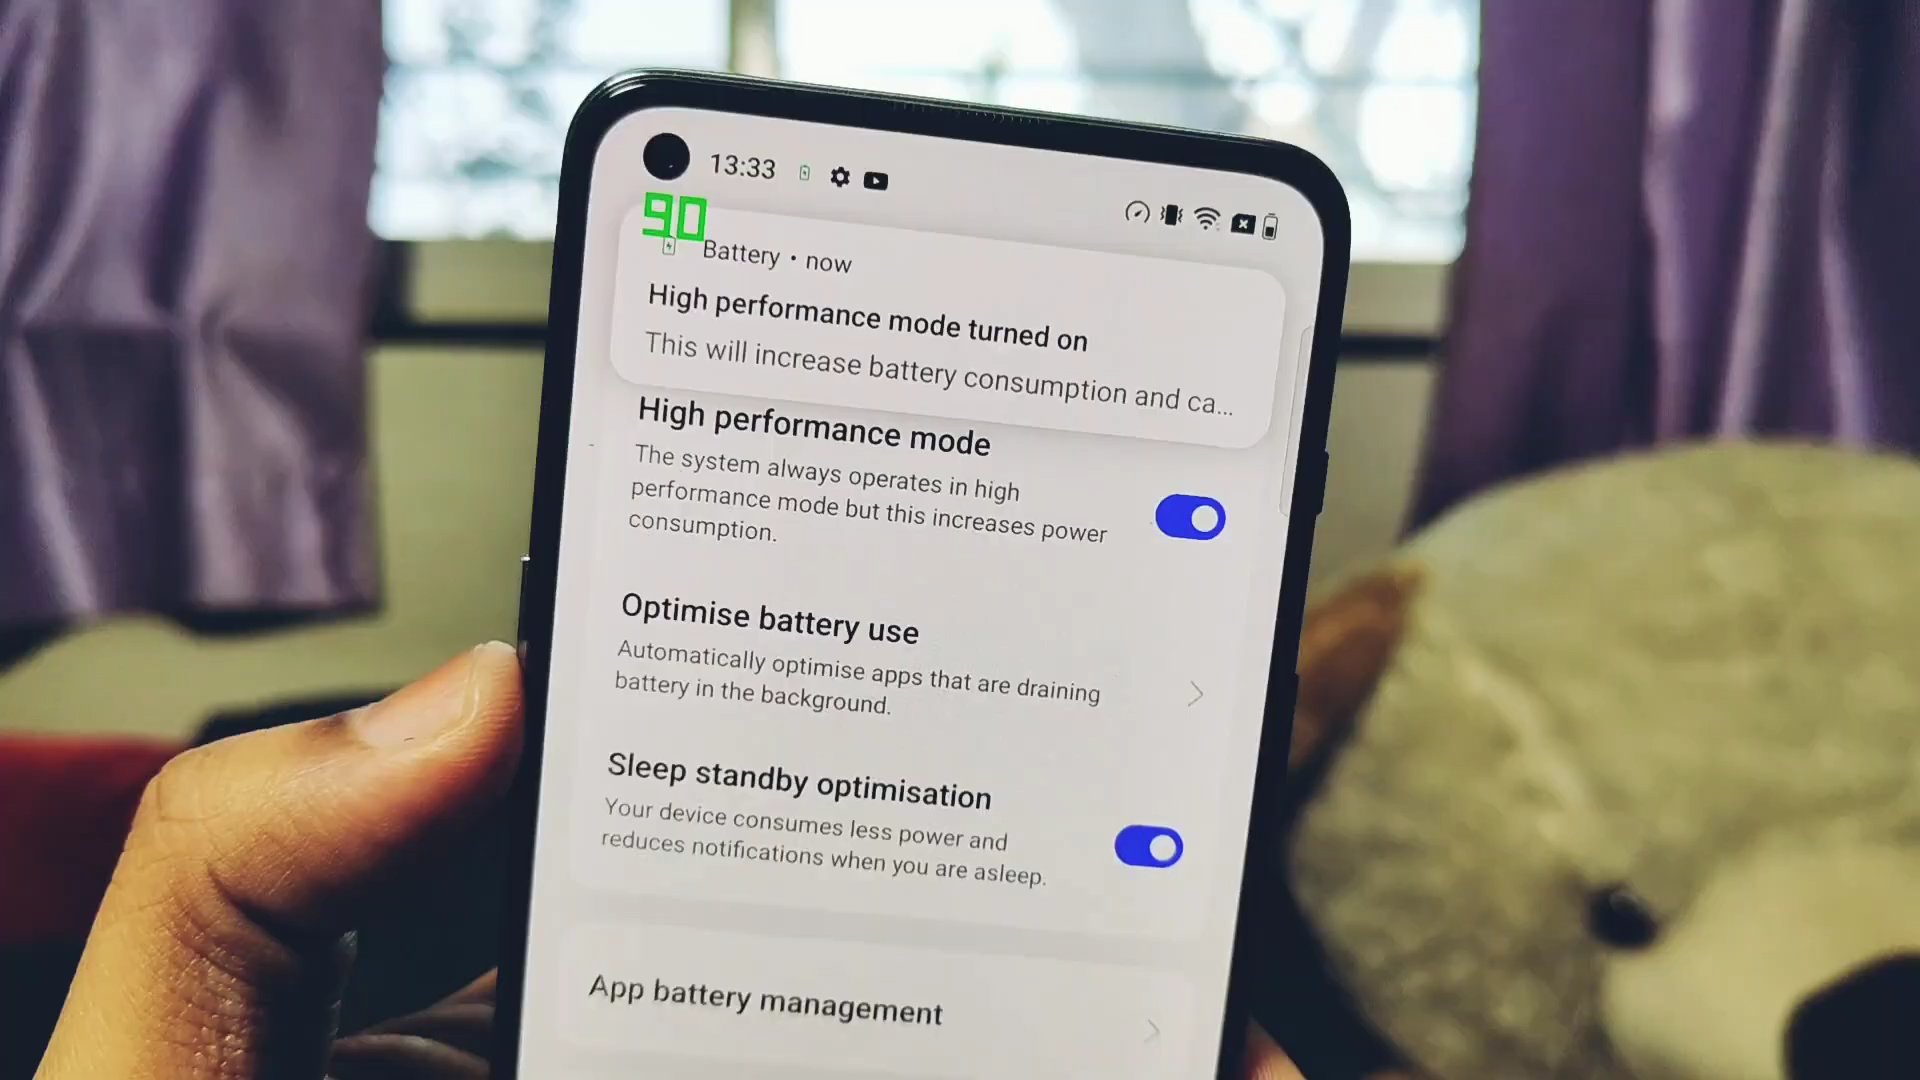 13:33
90
Battery • now
High performance mode turned on
This will increase battery consumption and ca...
High performance mode
The system always operates in high
performance mode but this increases power
consumption.
Optimise battery use
Automatically optimise apps that are draining
battery in the background.
Sleep standby optimisation
Your device consumes less power and
reduces notifications when you are asleep.
App battery management